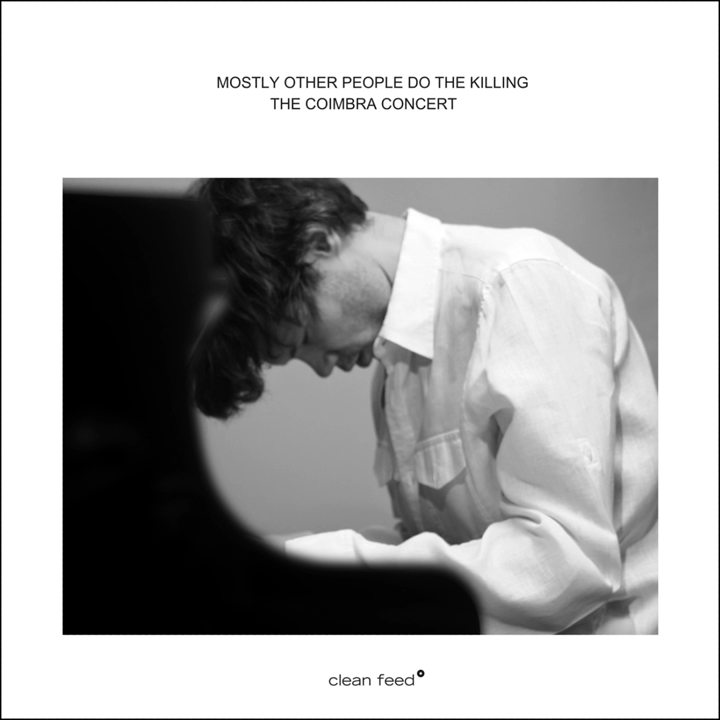 MOSTLY OTHER PEOPLE DO THE KILLING
THE COIMBRA CONCERT
clean feed